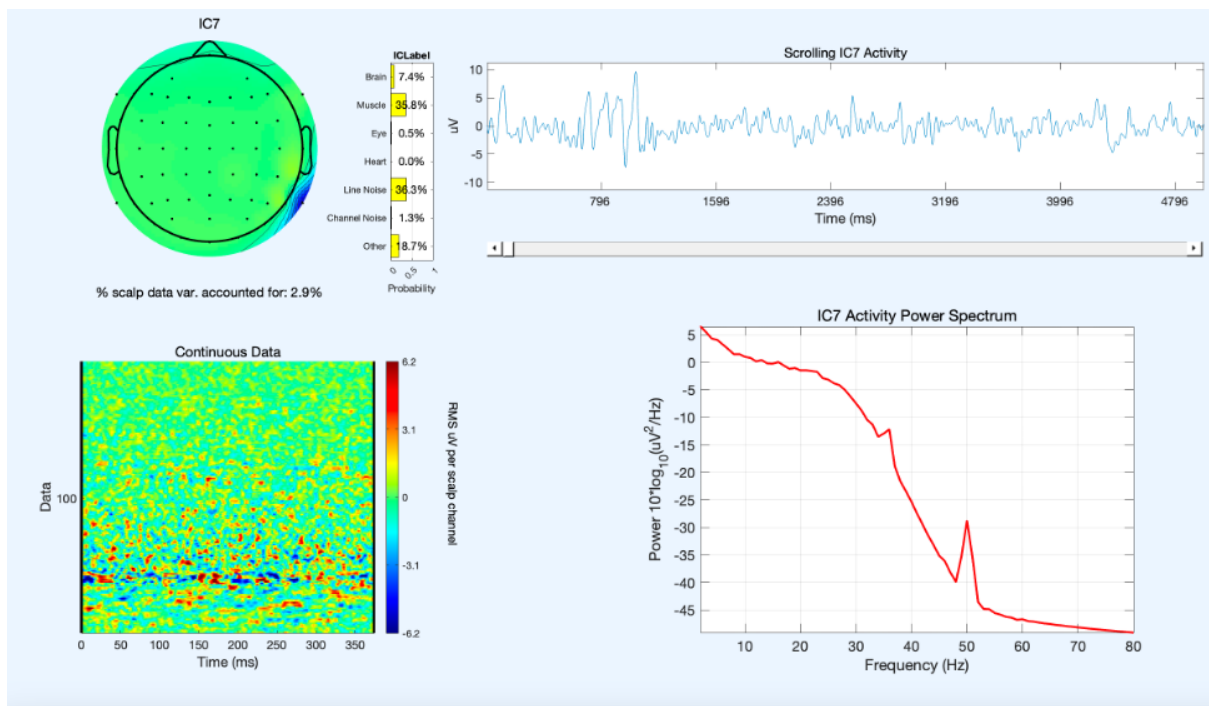 IC7
ICLabel
Brain 7.4%
Muscle 35.8%
Eye 0.5%
Heart 0.0%
Line Noise 36.3%
Channel Noise 1.3%
Other 18.7%
0 0.5 1
Probability
% scalp data var. accounted for: 2.9%
Scrolling IC7 Activity
10
5
0
-5
-10
uV
796 1596 2396 3196 3996 4796
Time (ms)
Continuous Data
Data
100
0 50 100 150 200 250 300 350
Time (ms)
6.2
3.1
0
-3.1
-6.2
RMS uV per scalp channel
IC7 Activity Power Spectrum
5
0
-5
-10
-15
-20
-25
-30
-35
-40
-45
Power 10*log10(uV2/Hz)
10 20 30 40 50 60 70 80
Frequency (Hz)